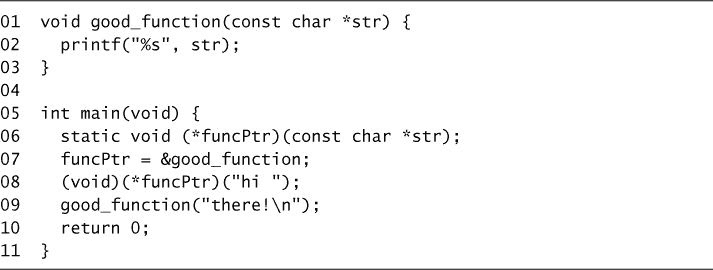 01 void good_function(const char *str) {
02   printf("%s", str);
03 }
04
05 int main(void) {
06   static void (*funcPtr)(const char *str);
07   funcPtr = &good_function;
08   (void)(*funcPtr)("hi ");
09   good_function("there!\n");
10   return 0;
11 }